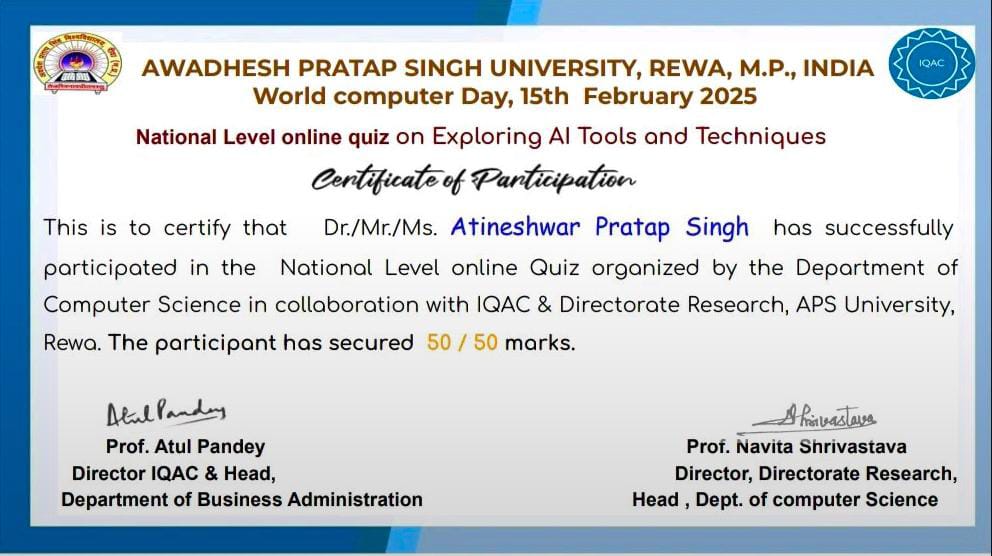 AWADHESH PRATAP SINGH UNIVERSITY, REWA, M.P., INDIA
IQAC
World computer Day, 15th February 2025
National Level online quiz on Exploring AI Tools and Techniques
Certificate of Participation
This is to certify that Dr./Mr./Ms. Atineshwar Pratap Singh has successfully
participated in the National Level online Quiz organized by the Department of
Computer Science in collaboration with IQAC & Directorate Research, APS University,
Rewa. The participant has secured 50 / 50 marks.
Atul Pandey
Shrivastava
Prof. Atul Pandey
Prof. Navita Shrivastava
Director IQAC & Head,
Director, Directorate Research,
Department of Business Administration
Head , Dept. of computer Science